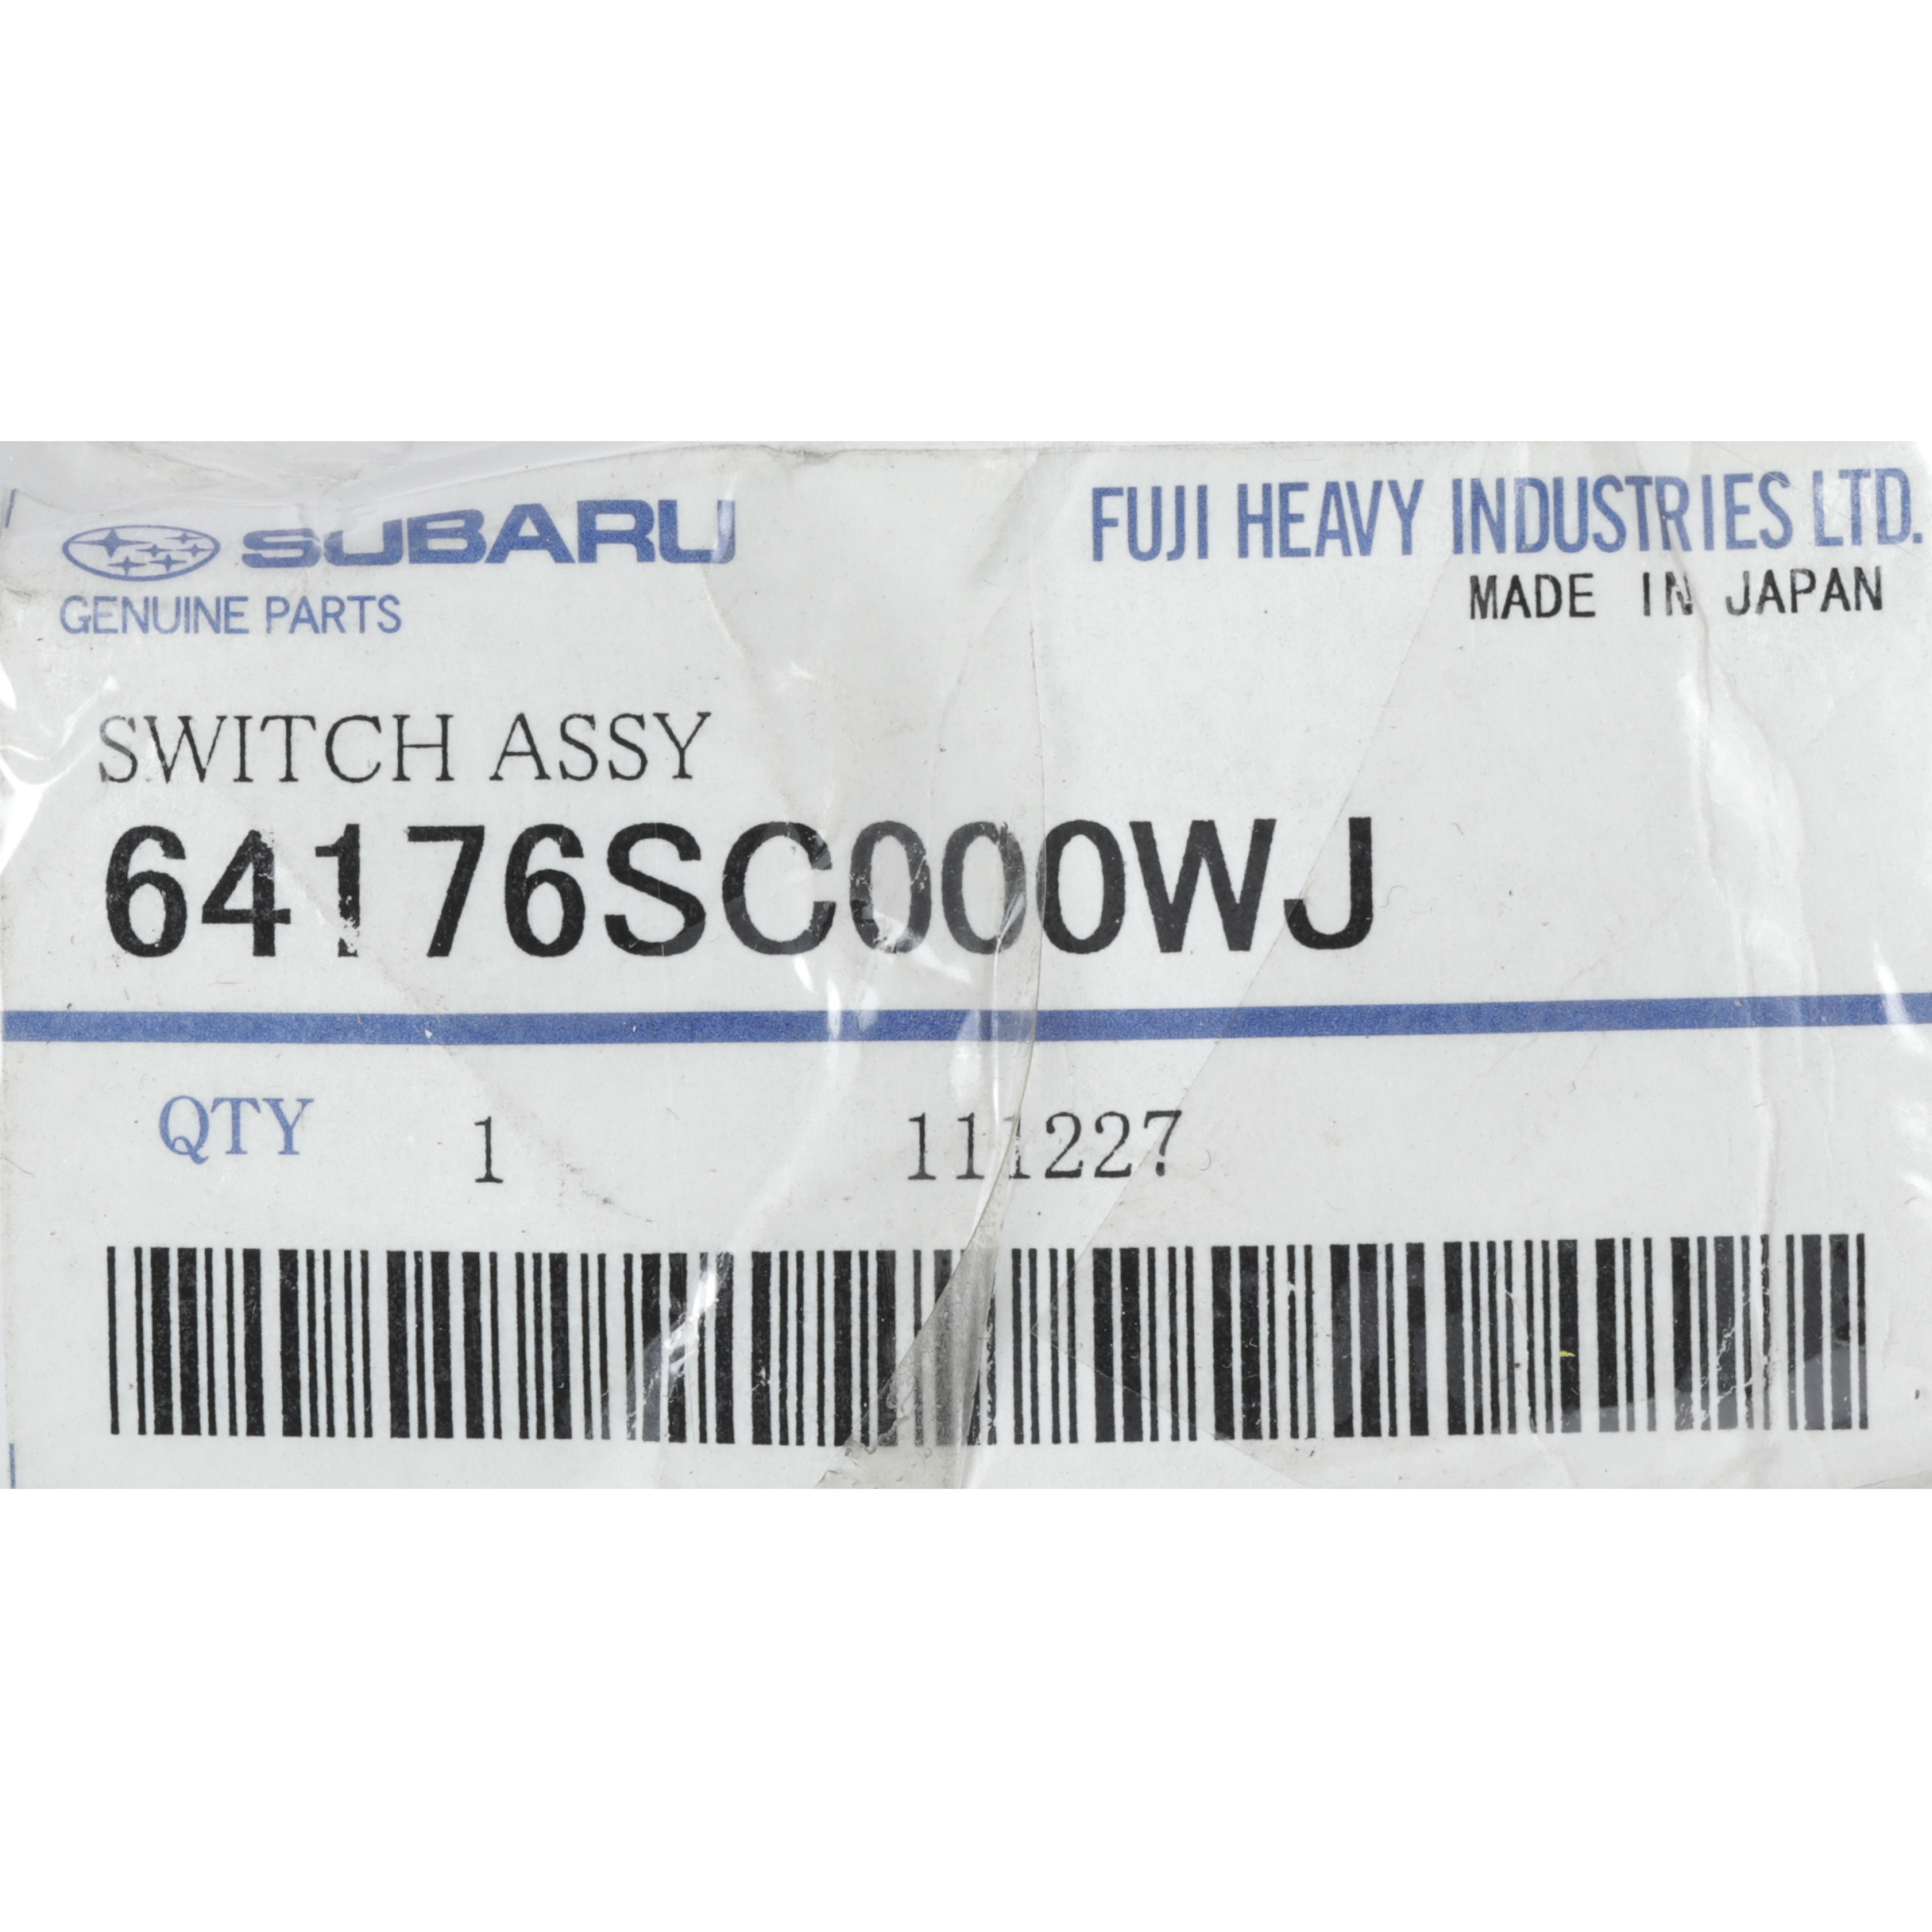 SUBARU
GENUINE PARTS
FUJI HEAVY INDUSTRIES LTD.
MADE IN JAPAN
SWITCH ASSY
64176SC000WJ
QTY 1 111227